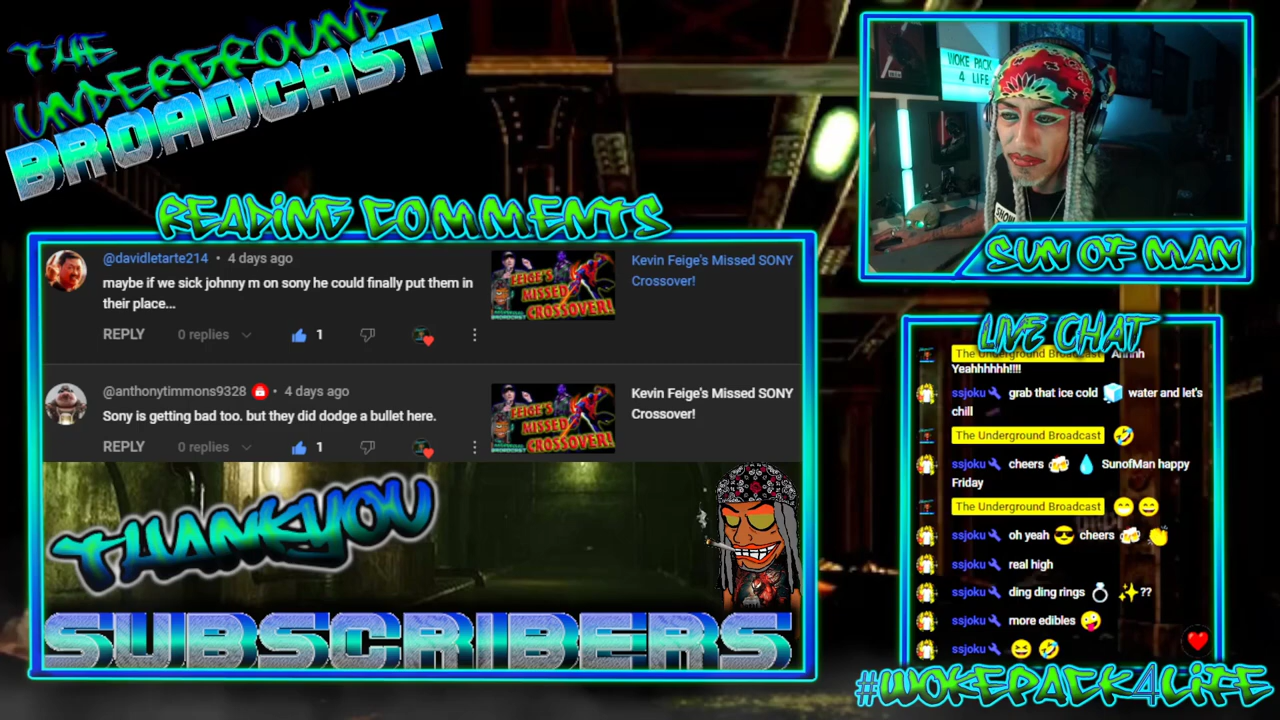 THE
UNDERGROUND
BROADCAST
READING COMMENTS
@davidletarte214 • 4 days ago
maybe if we sick johnny m on sony he could finally put them in
their place...
REPLY 0 replies 1
FEIGE'S
MISSED
CROSSOVER!
Kevin Feige's Missed SONY
Crossover!
@anthonytimmons9328 • 4 days ago
Sony is getting bad too. but they did dodge a bullet here.
REPLY 0 replies 1
FEIGE'S
MISSED
CROSSOVER!
Kevin Feige's Missed SONY
Crossover!
THANKYOU
SUBSCRIBERS
WOKE PACK
4 LIFE
SHOW
SUN OF MAN
LIVE CHAT
The Underground Broadcast Ahhhh
Yeahhhhhh!!!!
ssjoku grab that ice cold 🧊 water and let's
chill
The Underground Broadcast 🤣
ssjoku cheers 🍻 💧 SunofMan happy
Friday
The Underground Broadcast 😁 😄
ssjoku oh yeah 😎 cheers 🍻 👏
ssjoku real high
ssjoku ding ding rings 💍 ✨??
ssjoku more edibles 🤪
ssjoku 😆 🤣
#WOKEPACK4LIFE